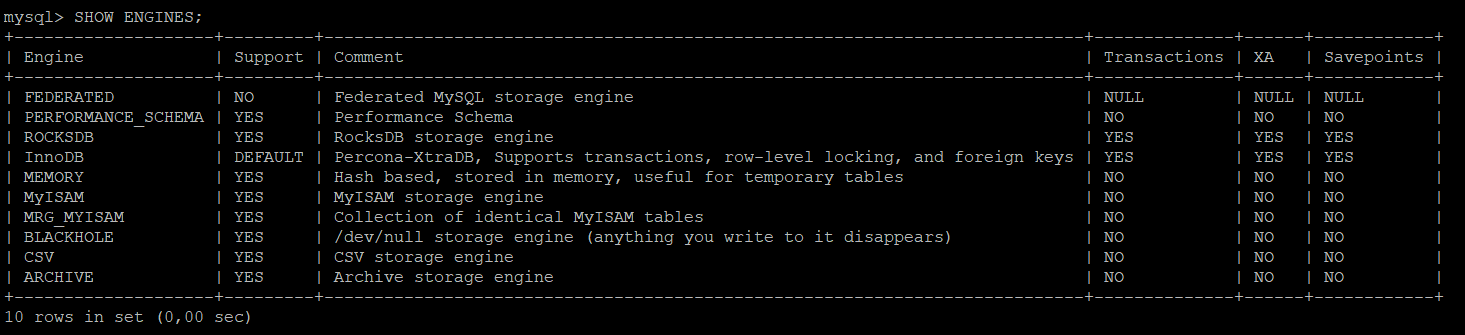 mysql> SHOW ENGINES;
+--------------------+---------+----------------------------------------------------------------------------+--------------+------+------------+
| Engine             | Support | Comment                                                                    | Transactions | XA   | Savepoints |
+--------------------+---------+----------------------------------------------------------------------------+--------------+------+------------+
| FEDERATED          | NO      | Federated MySQL storage engine                                             | NULL         | NULL | NULL       |
| PERFORMANCE_SCHEMA | YES     | Performance Schema                                                         | NO           | NO   | NO         |
| ROCKSDB            | YES     | RocksDB storage engine                                                     | YES          | YES  | YES        |
| InnoDB             | DEFAULT | Percona-XtraDB, Supports transactions, row-level locking, and foreign keys | YES          | YES  | YES        |
| MEMORY             | YES     | Hash based, stored in memory, useful for temporary tables                  | NO           | NO   | NO         |
| MyISAM             | YES     | MyISAM storage engine                                                      | NO           | NO   | NO         |
| MRG_MYISAM         | YES     | Collection of identical MyISAM tables                                      | NO           | NO   | NO         |
| BLACKHOLE          | YES     | /dev/null storage engine (anything you write to it disappears)             | NO           | NO   | NO         |
| CSV                | YES     | CSV storage engine                                                         | NO           | NO   | NO         |
| ARCHIVE            | YES     | Archive storage engine                                                     | NO           | NO   | NO         |
+--------------------+---------+----------------------------------------------------------------------------+--------------+------+------------+
10 rows in set (0,00 sec)